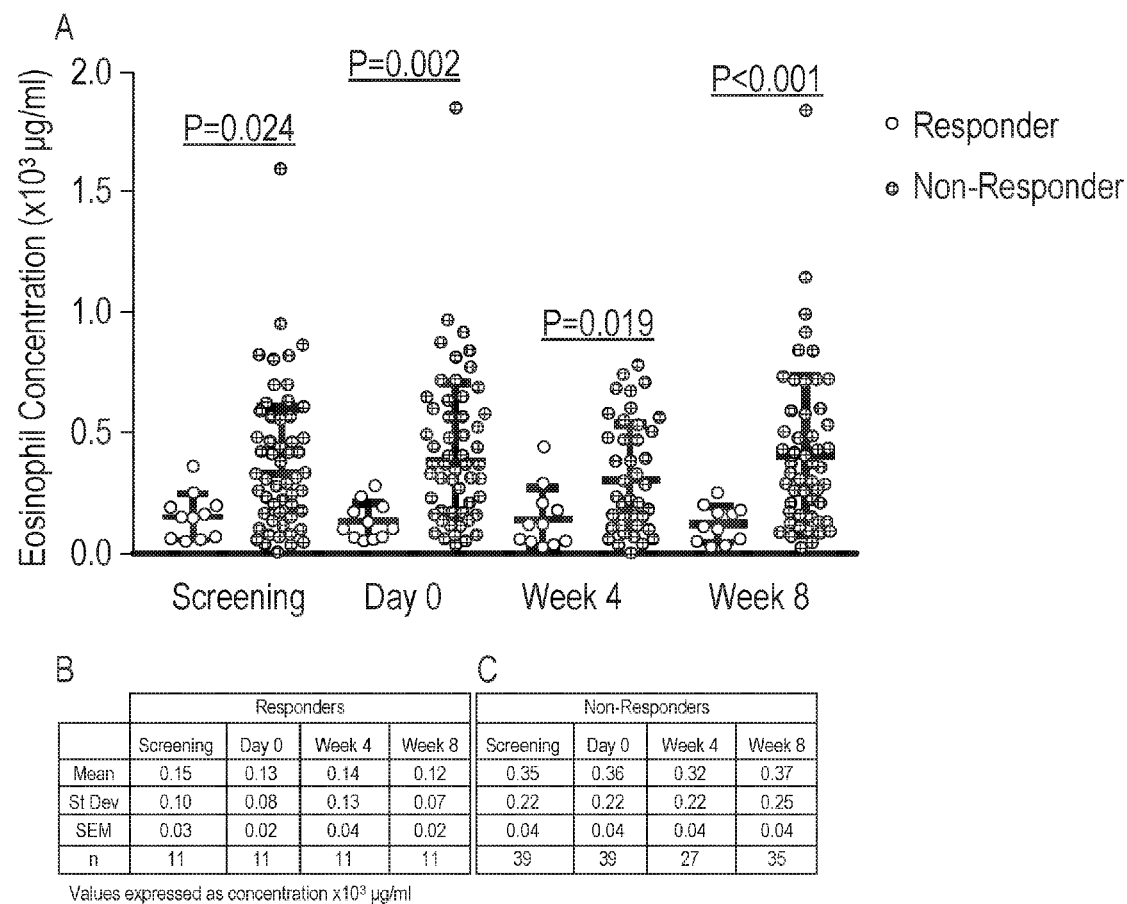 A
Eosinophil Concentration (x10³ µg/ml)
2.0
1.5
1.0
0.5
0.0
P=0.024
P=0.002
P=0.019
P<0.001
Responder
Non-Responder
Screening Day 0 Week 4 Week 8
B
Responders
Screening Day 0 Week 4 Week 8
Mean 0.15 0.13 0.14 0.12
St Dev 0.10 0.08 0.13 0.07
SEM 0.03 0.02 0.04 0.02
n 11 11 11 11
C
Non-Responders
Screening Day 0 Week 4 Week 8
0.35 0.36 0.32 0.37
0.22 0.22 0.22 0.25
0.04 0.04 0.04 0.04
39 39 27 35
Values expressed as concentration x10³ µg/ml